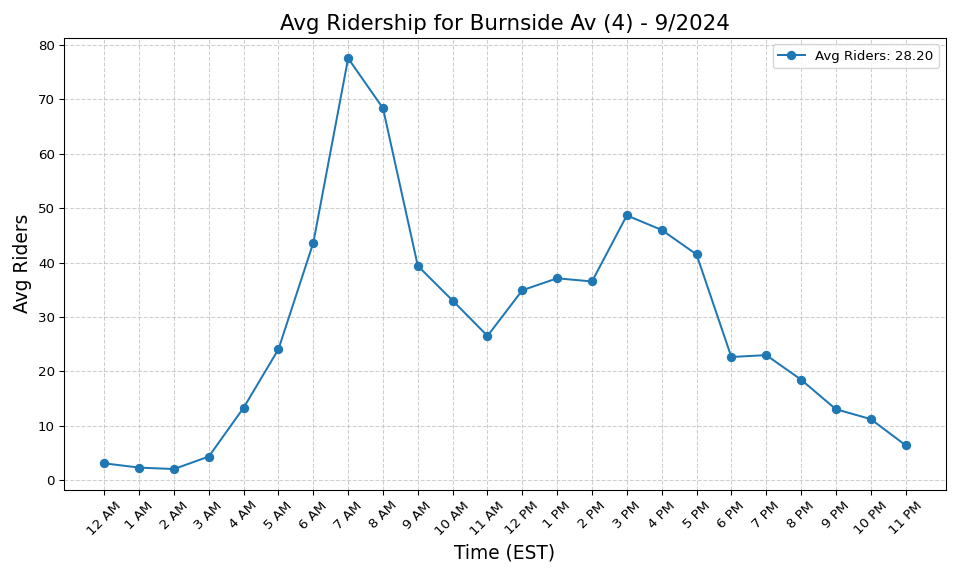 Avg Ridership for Burnside Av (4) - 9/2024
Avg Riders: 28.20
Avg Riders
80
70
60
50
40
30
20
10
0
12 AM
1 AM
2 AM
3 AM
4 AM
5 AM
6 AM
7 AM
8 AM
9 AM
10 AM
11 AM
12 PM
1 PM
2 PM
3 PM
4 PM
5 PM
6 PM
7 PM
8 PM
9 PM
10 PM
11 PM
Time (EST)